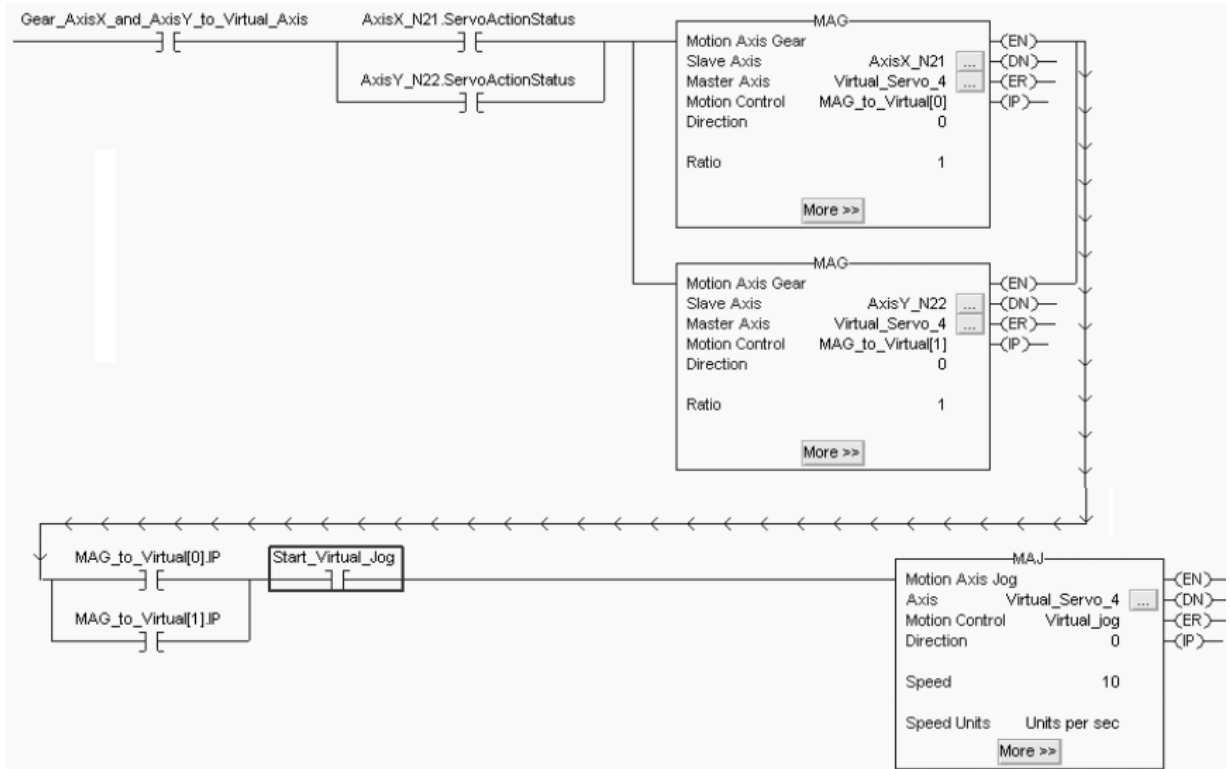 Gear_AxisX_and_AxisY_to_Virtual_Axis
AxisX_N21.ServoActionStatus
AxisY_N22.ServoActionStatus
MAG
Motion Axis Gear
Slave Axis AxisX_N21 ...
Master Axis Virtual_Servo_4 ...
Motion Control MAG_to_Virtual[0]
Direction 0
Ratio 1
More >>
(EN)
(DN)
(ER)
(IP)
MAG
Motion Axis Gear
Slave Axis AxisY_N22 ...
Master Axis Virtual_Servo_4 ...
Motion Control MAG_to_Virtual[1]
Direction 0
Ratio 1
More >>
(EN)
(DN)
(ER)
(IP)
MAG_to_Virtual[0].IP
MAG_to_Virtual[1].IP
Start_Virtual_Jog
MAJ
Motion Axis Jog
Axis Virtual_Servo_4 ...
Motion Control Virtual_jog
Direction 0
Speed 10
Speed Units Units per sec
More >>
(EN)
(DN)
(ER)
(IP)